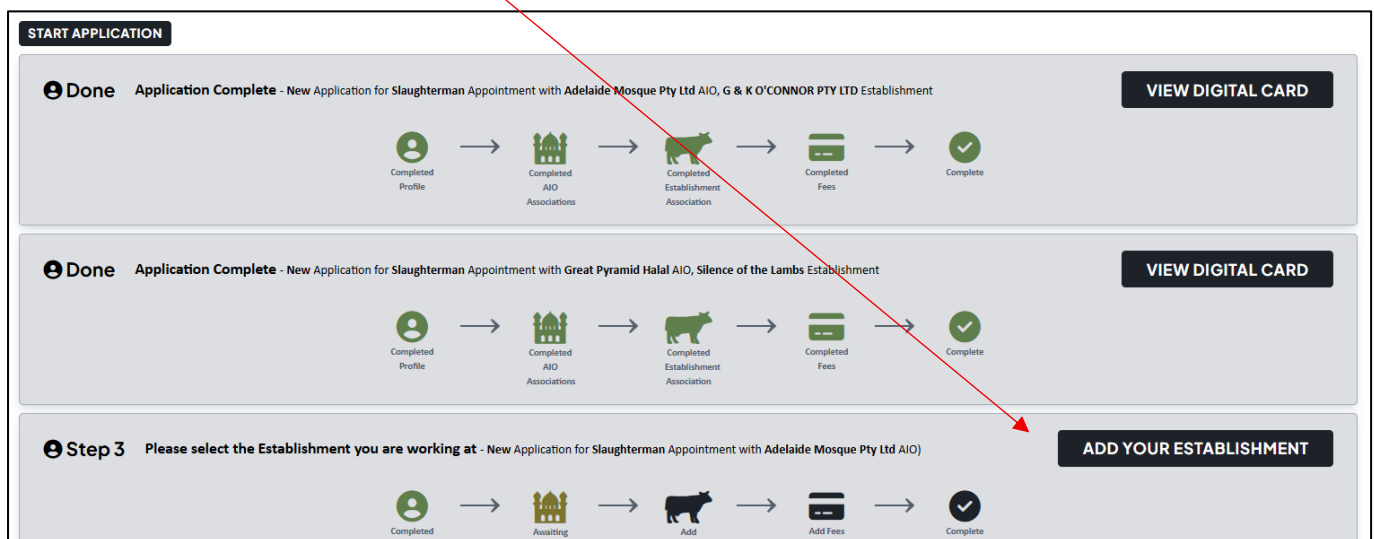 START APPLICATION
Done Application Complete - New Application for Slaughterman Appointment with Adelaide Mosque Pty Ltd AIO, G & K O'CONNOR PTY LTD Establishment VIEW DIGITAL CARD
Completed Completed Completed Completed Complete
Profile AIO Establishment Fees
Associations Association
Done Application Complete - New Application for Slaughterman Appointment with Great Pyramid Halal AIO, Silence of the Lambs Establishment VIEW DIGITAL CARD
Completed Completed Completed Completed Complete
Profile AIO Establishment Fees
Associations Association
Step 3 Please select the Establishment you are working at - New Application for Slaughterman Appointment with Adelaide Mosque Pty Ltd AIO) ADD YOUR ESTABLISHMENT
Completed Awaiting Add Add Fees Complete